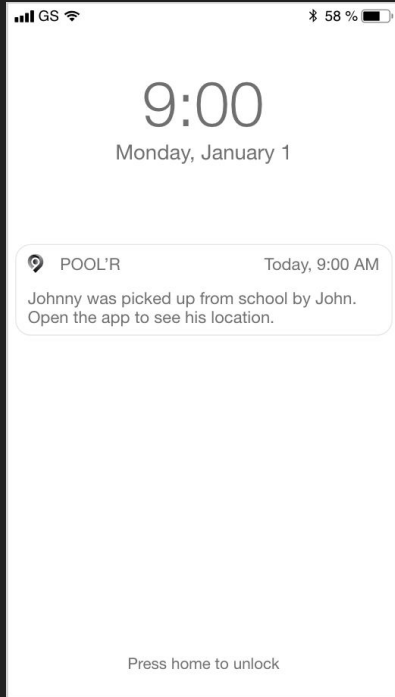 GS 58 %
9:00
Monday, January 1
POOL'R Today, 9:00 AM
Johnny was picked up from school by John.
Open the app to see his location.
Press home to unlock